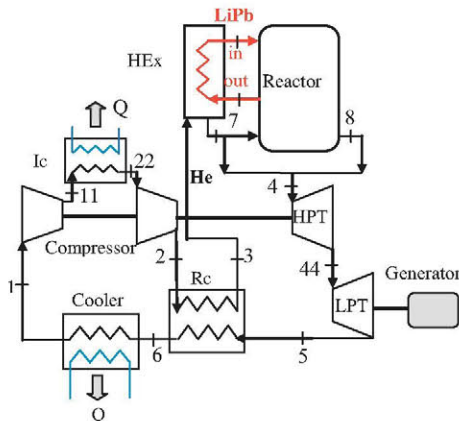 LiPb
HEx
in
out
Reactor
7
8
Q
Ic
22
11
He
4
HPT
Compressor
2
3
44
Generator
1
Cooler
Rc
LPT
6
5
Q